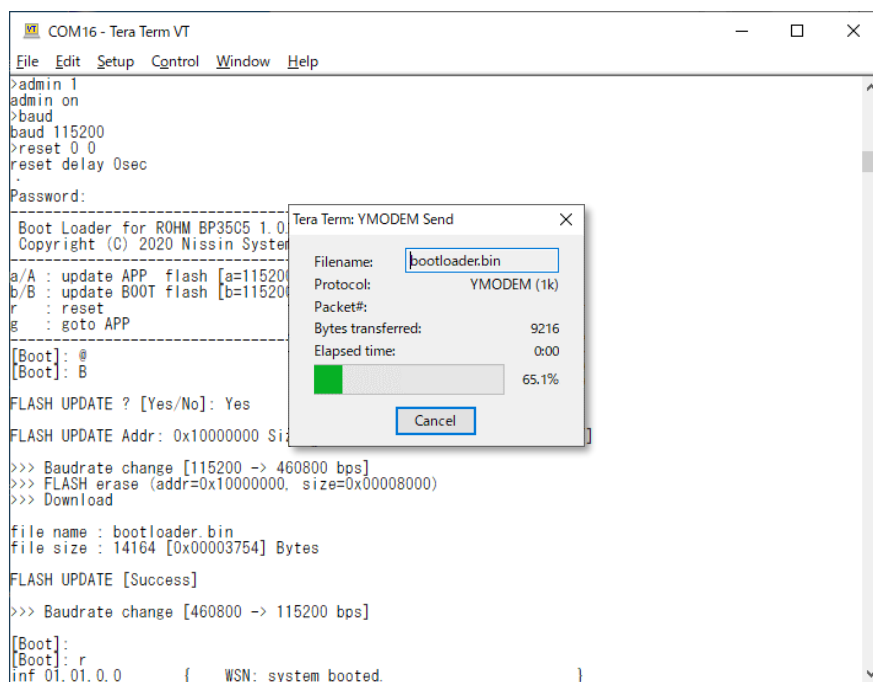 COM16 - Tera Term VT
File Edit Setup Control Window Help
>admin 1
admin on
>baud
baud 115200
>reset 0 0
reset delay 0sec
.
Password:
Boot Loader for ROHM BP35C5 1.0
Copyright (C) 2020 Nissin System
a/A : update APP flash [a=115200
b/B : update BOOT flash [b=115200
r : reset
g : goto APP
[Boot]: @
[Boot]: B
FLASH UPDATE ? [Yes/No]: Yes
FLASH UPDATE Addr: 0x10000000 Si ]
>>> Baudrate change [115200 -> 460800 bps]
>>> FLASH erase (addr=0x10000000, size=0x00008000)
>>> Download
file name : bootloader.bin
file size : 14164 [0x00003754] Bytes
FLASH UPDATE [Success]
>>> Baudrate change [460800 -> 115200 bps]
[Boot]:
[Boot]: r
inf 01.01.0.0 { WSN: system booted. }
Tera Term: YMODEM Send
Filename: bootloader.bin
Protocol: YMODEM (1k)
Packet#:
Bytes transferred: 9216
Elapsed time: 0:00
65.1%
Cancel